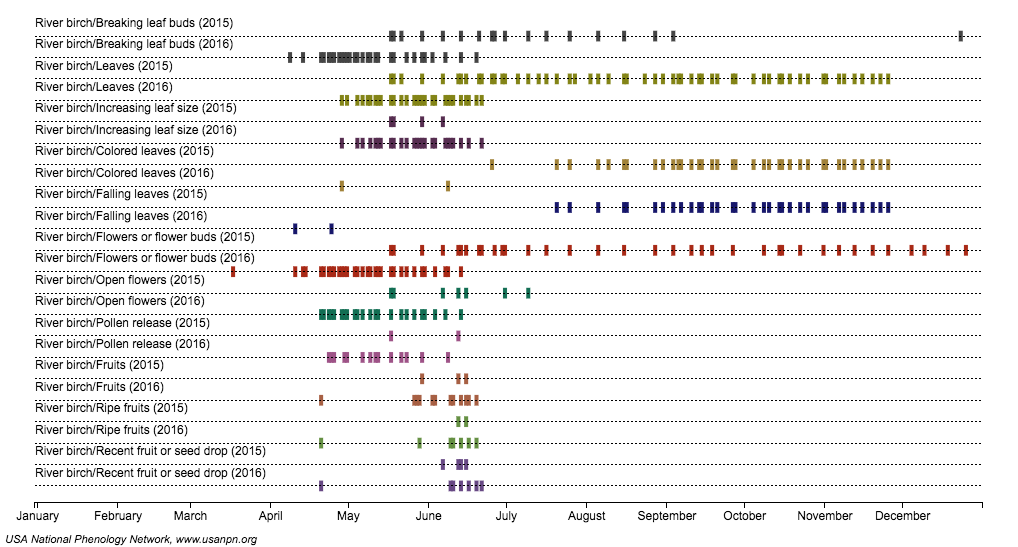 River birch/Breaking leaf buds (2015)
River birch/Breaking leaf buds (2016)
River birch/Leaves (2015)
River birch/Leaves (2016)
River birch/Increasing leaf size (2015)
River birch/Increasing leaf size (2016)
River birch/Colored leaves (2015)
River birch/Colored leaves (2016)
River birch/Falling leaves (2015)
River birch/Falling leaves (2016)
River birch/Flowers or flower buds (2015)
River birch/Flowers or flower buds (2016)
River birch/Open flowers (2015)
River birch/Open flowers (2016)
River birch/Pollen release (2015)
River birch/Pollen release (2016)
River birch/Fruits (2015)
River birch/Fruits (2016)
River birch/Ripe fruits (2015)
River birch/Ripe fruits (2016)
River birch/Recent fruit or seed drop (2015)
River birch/Recent fruit or seed drop (2016)
January February March April May June July August September October November December
USA National Phenology Network, www.usanpn.org